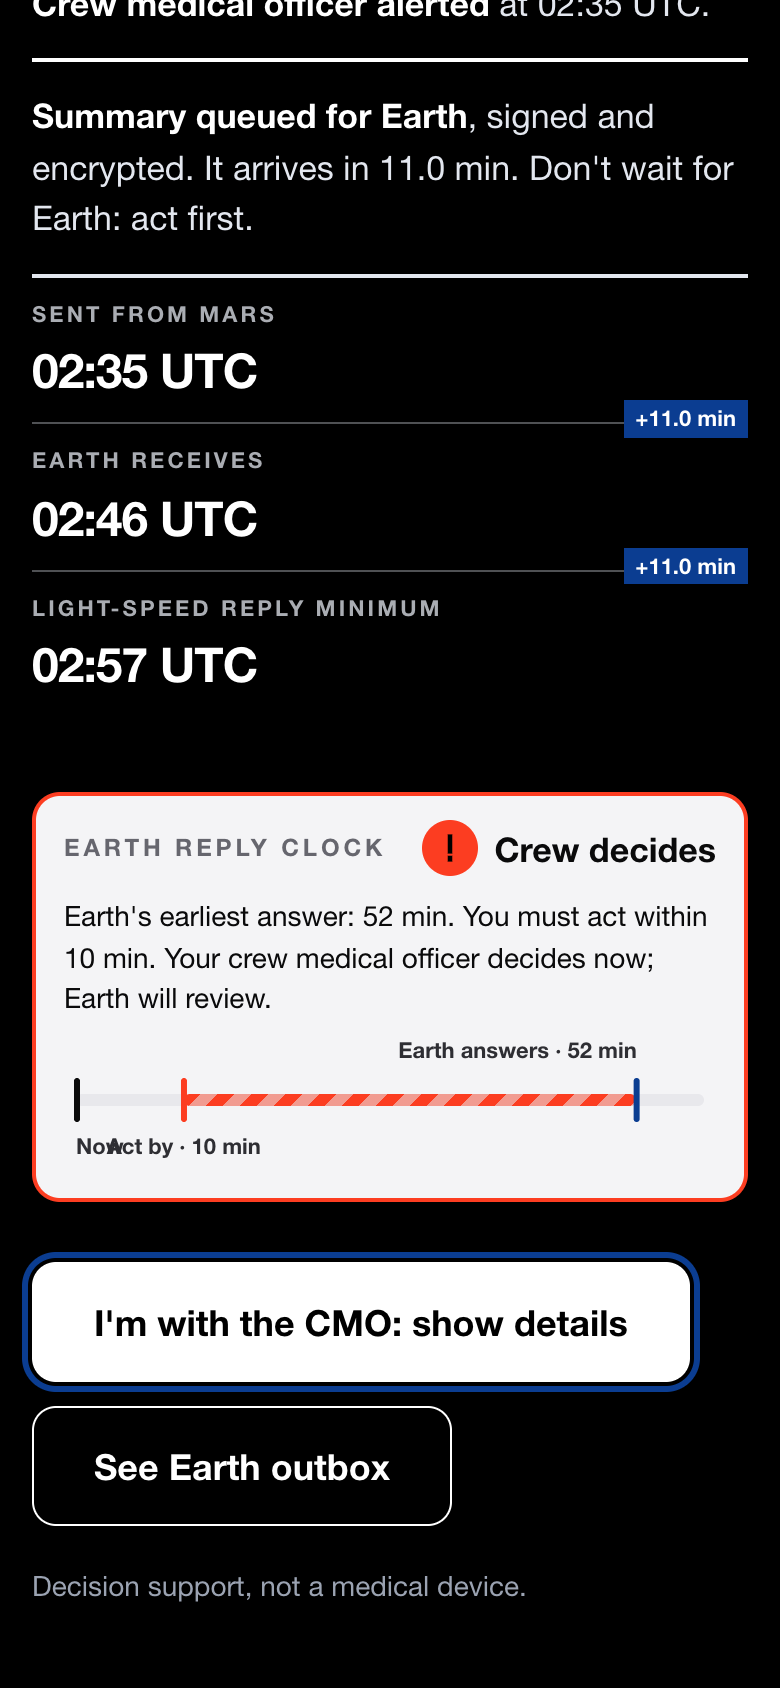 Crew medical officer alerted at 02:35 UTC.
Summary queued for Earth, signed and
encrypted. It arrives in 11.0 min. Don't wait for
Earth: act first.
SENT FROM MARS
02:35 UTC
+11.0 min
EARTH RECEIVES
02:46 UTC
+11.0 min
LIGHT-SPEED REPLY MINIMUM
02:57 UTC
EARTH REPLY CLOCK
! Crew decides
Earth's earliest answer: 52 min. You must act within
10 min. Your crew medical officer decides now;
Earth will review.
Earth answers · 52 min
Now
Act by · 10 min
I'm with the CMO: show details
See Earth outbox
Decision support, not a medical device.